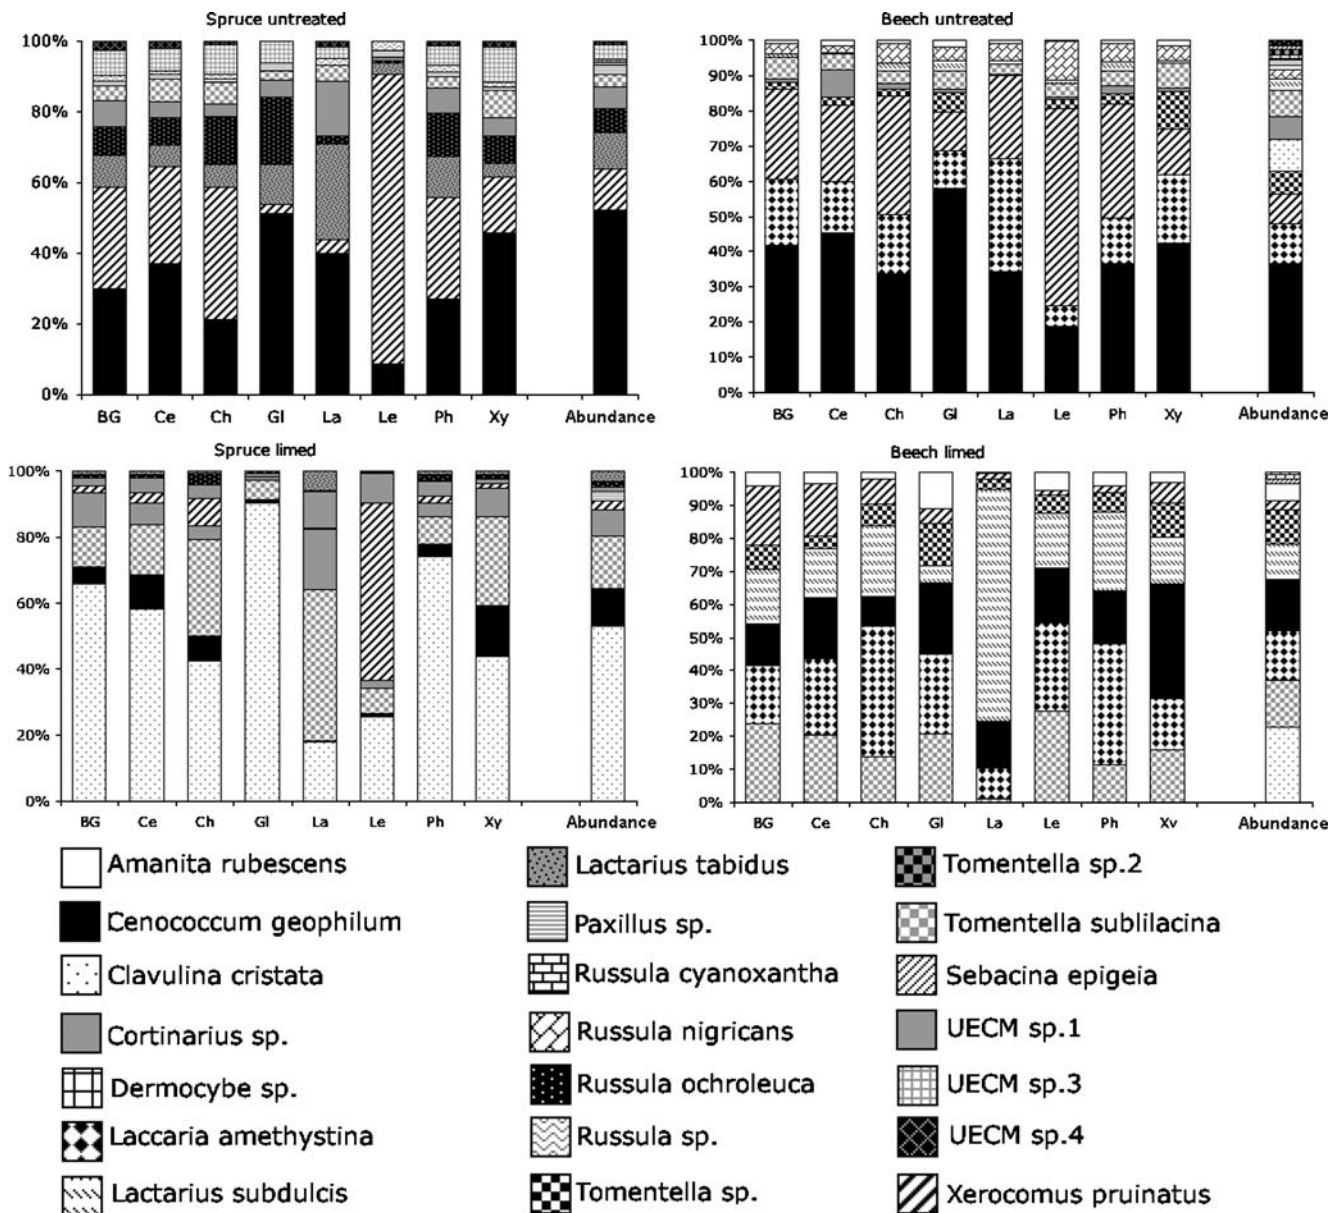 Spruce untreated
100%
80%
60%
40%
20%
0%
BG Ce Ch Gl La Le Ph Xy Abundance
Beech untreated
100%
90%
80%
70%
60%
50%
40%
30%
20%
10%
0%
BG Ce Ch Gl La Le Ph Xy Abundance
Spruce limed
100%
80%
60%
40%
20%
0%
BG Ce Ch Gl La Le Ph Xy Abundance
Beech limed
100%
90%
80%
70%
60%
50%
40%
30%
20%
10%
0%
BG Ce Ch Gl La Le Ph Xv Abundance
Amanita rubescens
Cenococcum geophilum
Clavulina cristata
Cortinarius sp.
Dermocybe sp.
Laccaria amethystina
Lactarius subdulcis
Lactarius tabidus
Paxillus sp.
Russula cyanoxantha
Russula nigricans
Russula ochroleuca
Russula sp.
Tomentella sp.
Tomentella sp.2
Tomentella sublilacina
Sebacina epigeia
UECM sp.1
UECM sp.3
UECM sp.4
Xerocomus pruinatus